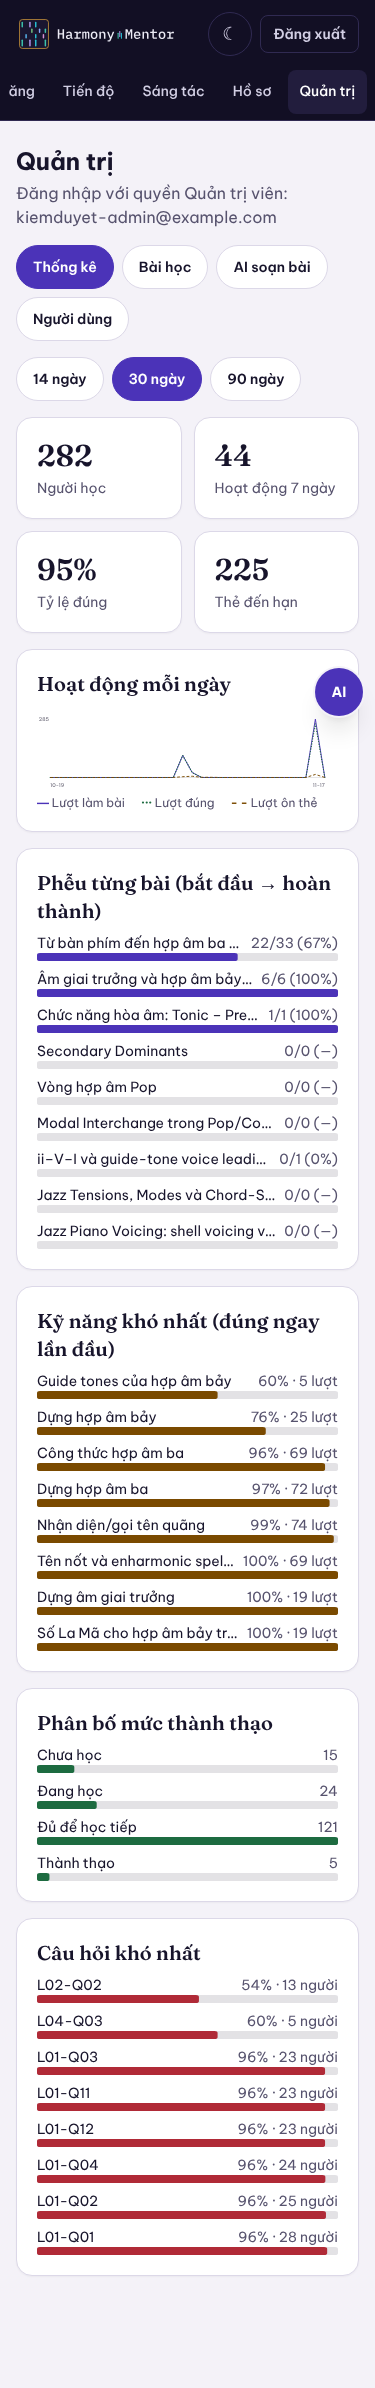 Harmony Mentor
☾
Đăng xuất
ăng
Tiến độ
Sáng tác
Hồ sơ
Quản trị
Quản trị
Đăng nhập với quyền Quản trị viên:
kiemduyet-admin@example.com
Thống kê
Bài học
AI soạn bài
Người dùng
14 ngày
30 ngày
90 ngày
282
Người học
44
Hoạt động 7 ngày
95%
Tỷ lệ đúng
225
Thẻ đến hạn
Hoạt động mỗi ngày
AI
285
10-19
11-17
Lượt làm bài
Lượt đúng
Lượt ôn thẻ
Phễu từng bài (bắt đầu → hoàn
thành)
Từ bàn phím đến hợp âm ba ... 22/33 (67%)
Âm giai trưởng và hợp âm bảy... 6/6 (100%)
Chức năng hòa âm: Tonic – Pre... 1/1 (100%)
Secondary Dominants 0/0 (—)
Vòng hợp âm Pop 0/0 (—)
Modal Interchange trong Pop/Co... 0/0 (—)
ii–V–I và guide-tone voice leadi... 0/1 (0%)
Jazz Tensions, Modes và Chord-S... 0/0 (—)
Jazz Piano Voicing: shell voicing v... 0/0 (—)
Kỹ năng khó nhất (đúng ngay
lần đầu)
Guide tones của hợp âm bảy 60% · 5 lượt
Dựng hợp âm bảy 76% · 25 lượt
Công thức hợp âm ba 96% · 69 lượt
Dựng hợp âm ba 97% · 72 lượt
Nhận diện/gọi tên quãng 99% · 74 lượt
Tên nốt và enharmonic spel... 100% · 69 lượt
Dựng âm giai trưởng 100% · 19 lượt
Số La Mã cho hợp âm bảy tr... 100% · 19 lượt
Phân bố mức thành thạo
Chưa học 15
Đang học 24
Đủ để học tiếp 121
Thành thạo 5
Câu hỏi khó nhất
L02-Q02 54% · 13 người
L04-Q03 60% · 5 người
L01-Q03 96% · 23 người
L01-Q11 96% · 23 người
L01-Q12 96% · 23 người
L01-Q04 96% · 24 người
L01-Q02 96% · 25 người
L01-Q01 96% · 28 người